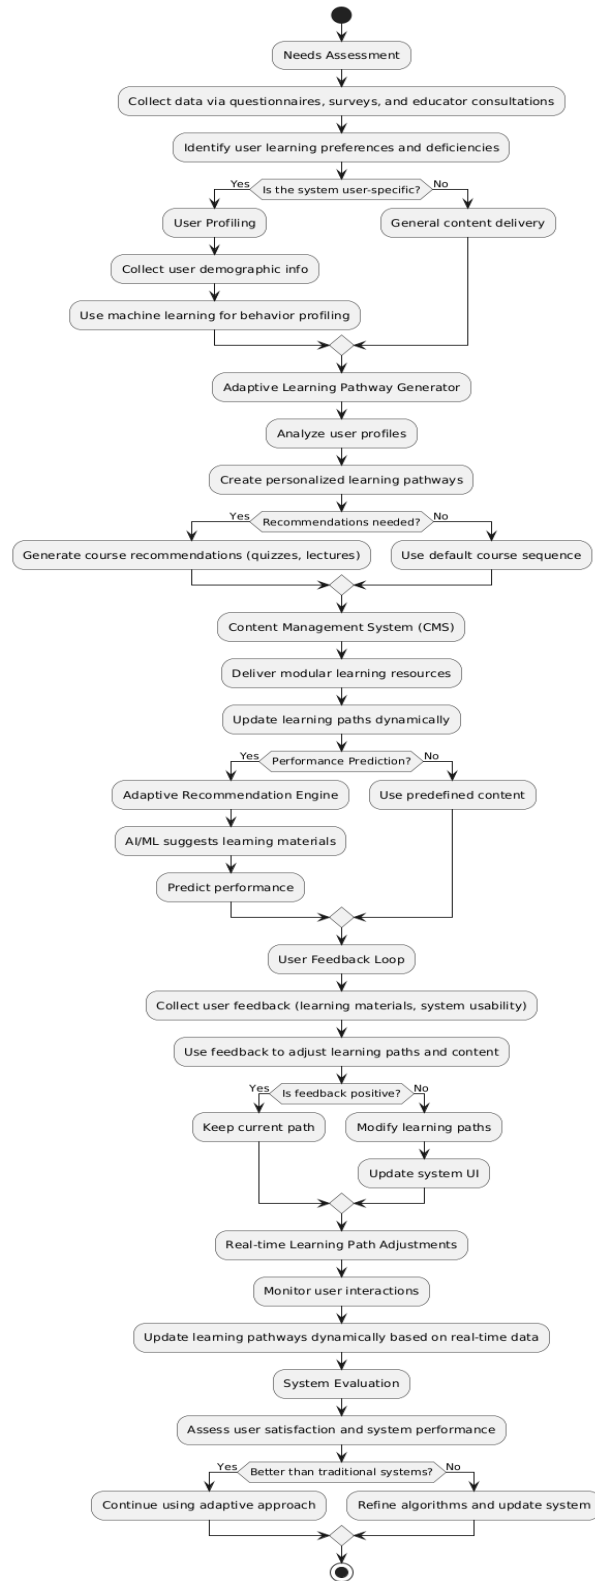 Needs Assessment
Collect data via questionnaires, surveys, and educator consultations
Identify user learning preferences and deficiencies
Yes
Is the system user-specific?
No
User Profiling
General content delivery
Collect user demographic info
Use machine learning for behavior profiling
Adaptive Learning Pathway Generator
Analyze user profiles
Create personalized learning pathways
Yes
Recommendations needed?
No
Generate course recommendations (quizzes, lectures)
Use default course sequence
Content Management System (CMS)
Deliver modular learning resources
Update learning paths dynamically
Yes
Performance Prediction?
No
Adaptive Recommendation Engine
Use predefined content
AI/ML suggests learning materials
Predict performance
User Feedback Loop
Collect user feedback (learning materials, system usability)
Use feedback to adjust learning paths and content
Yes
Is feedback positive?
No
Keep current path
Modify learning paths
Update system UI
Real-time Learning Path Adjustments
Monitor user interactions
Update learning pathways dynamically based on real-time data
System Evaluation
Assess user satisfaction and system performance
Yes
Better than traditional systems?
No
Continue using adaptive approach
Refine algorithms and update system